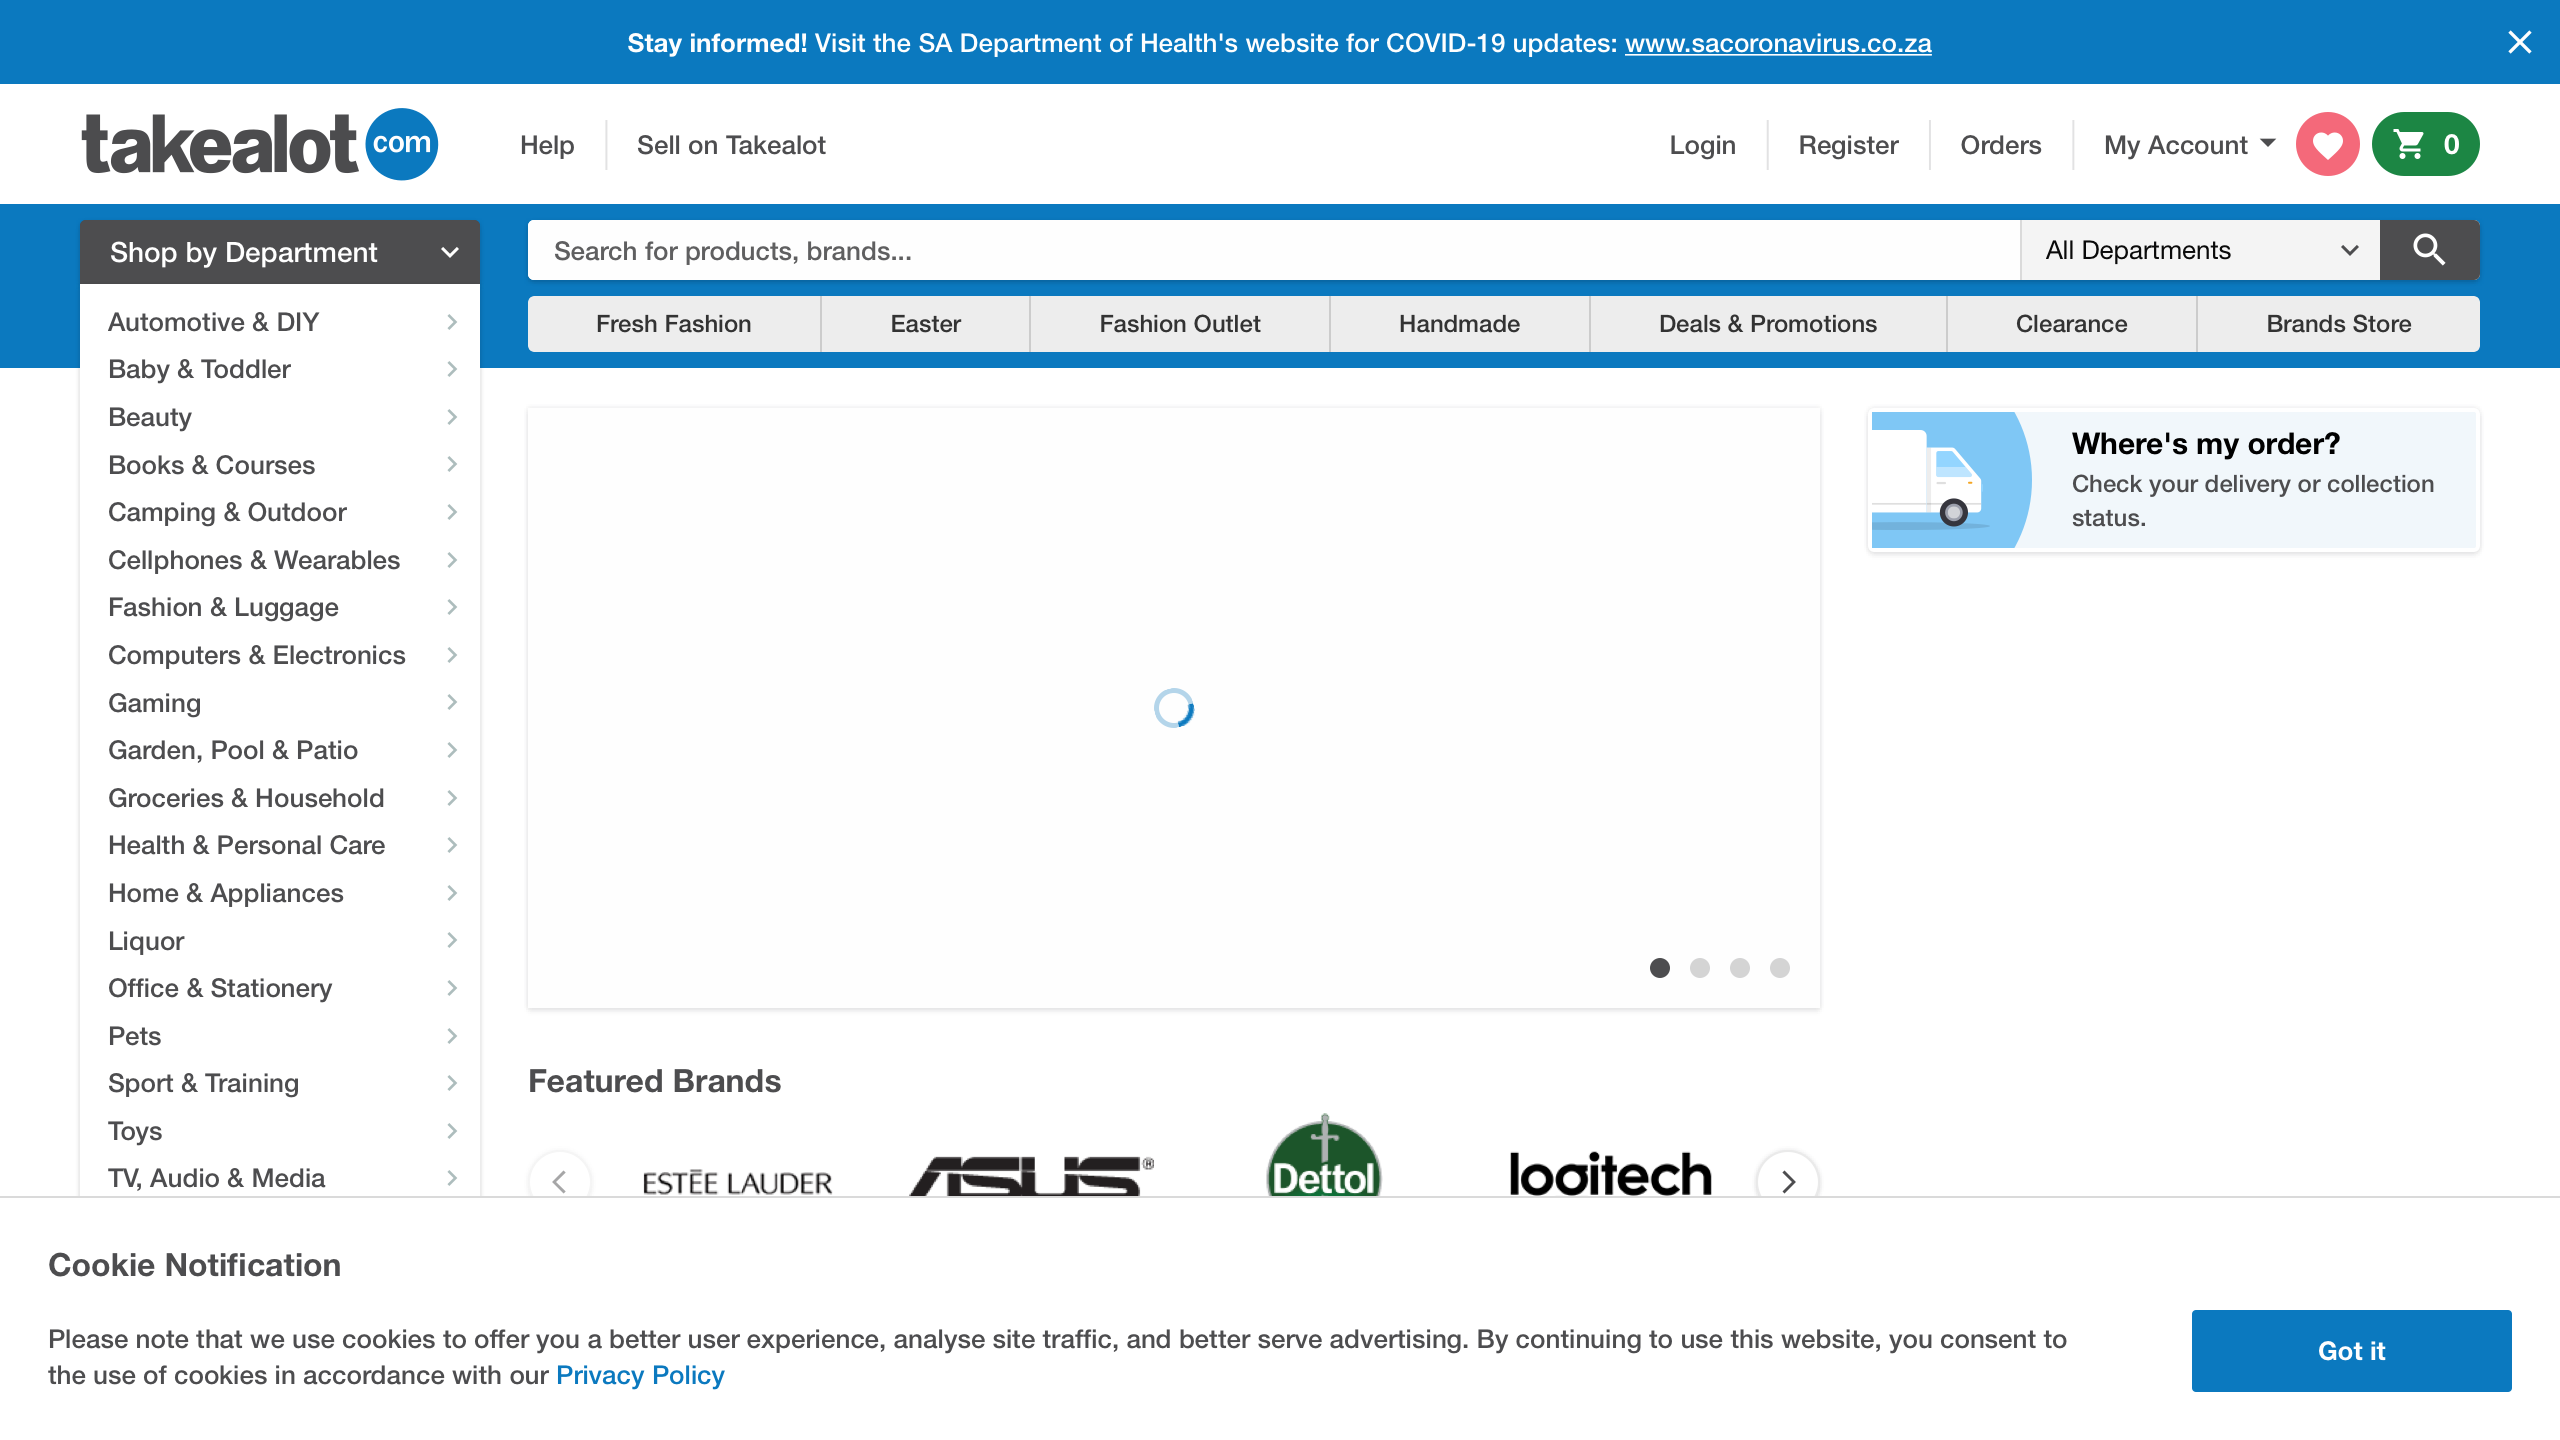 Stay informed! Visit the SA Department of Health's website for COVID-19 updates: www.sacoronavirus.co.za
takealot com
Help
Sell on Takealot
Login
Register
Orders
My Account
0
Shop by Department
Search for products, brands...
All Departments
Fresh Fashion
Easter
Fashion Outlet
Handmade
Deals & Promotions
Clearance
Brands Store
Automotive & DIY
Baby & Toddler
Beauty
Books & Courses
Camping & Outdoor
Cellphones & Wearables
Fashion & Luggage
Computers & Electronics
Gaming
Garden, Pool & Patio
Groceries & Household
Health & Personal Care
Home & Appliances
Liquor
Office & Stationery
Pets
Sport & Training
Toys
TV, Audio & Media
Where's my order?
Check your delivery or collection
status.
Featured Brands
ESTĒE LAUDER
ASUS®
Dettol
logitech
Cookie Notification
Please note that we use cookies to offer you a better user experience, analyse site traffic, and better serve advertising. By continuing to use this website, you consent to
the use of cookies in accordance with our Privacy Policy
Got it